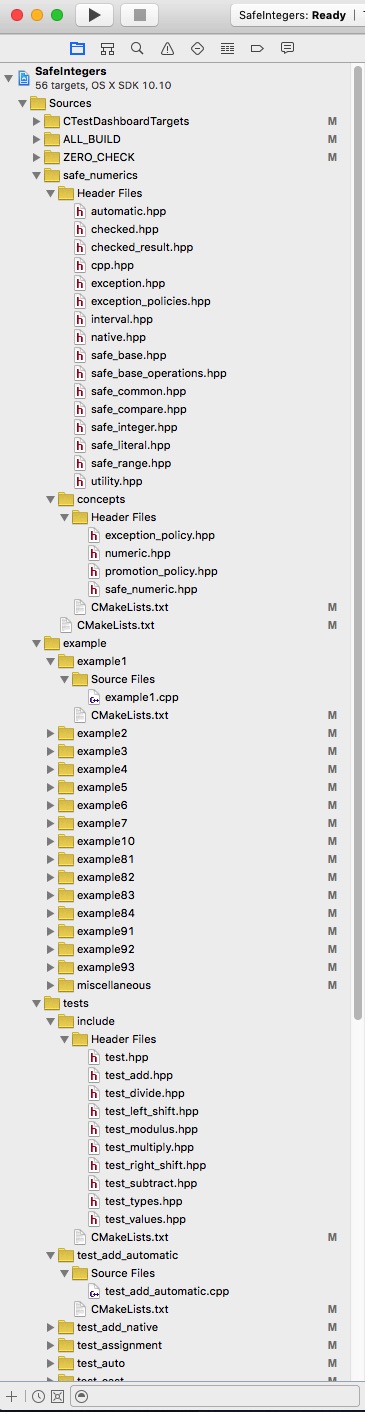 SafeIntegers: Ready
SafeIntegers
56 targets, OS X SDK 10.10
Sources
CTestDashboardTargets M
ALL_BUILD M
ZERO_CHECK M
safe_numerics
Header Files
automatic.hpp
checked.hpp
checked_result.hpp
cpp.hpp
exception.hpp
exception_policies.hpp
interval.hpp
native.hpp
safe_base.hpp
safe_base_operations.hpp
safe_common.hpp
safe_compare.hpp
safe_integer.hpp
safe_literal.hpp
safe_range.hpp
utility.hpp
concepts
Header Files
exception_policy.hpp
numeric.hpp
promotion_policy.hpp
safe_numeric.hpp
CMakeLists.txt M
CMakeLists.txt M
example
example1
Source Files
example1.cpp
CMakeLists.txt M
example2 M
example3 M
example4 M
example5 M
example6 M
example7 M
example10 M
example81 M
example82 M
example83 M
example84 M
example91 M
example92 M
example93 M
miscellaneous M
tests
include
Header Files
test.hpp
test_add.hpp
test_divide.hpp
test_left_shift.hpp
test_modulus.hpp
test_multiply.hpp
test_right_shift.hpp
test_subtract.hpp
test_types.hpp
test_values.hpp
CMakeLists.txt M
test_add_automatic
Source Files
test_add_automatic.cpp
CMakeLists.txt M
test_add_native M
test_assignment M
test_auto M